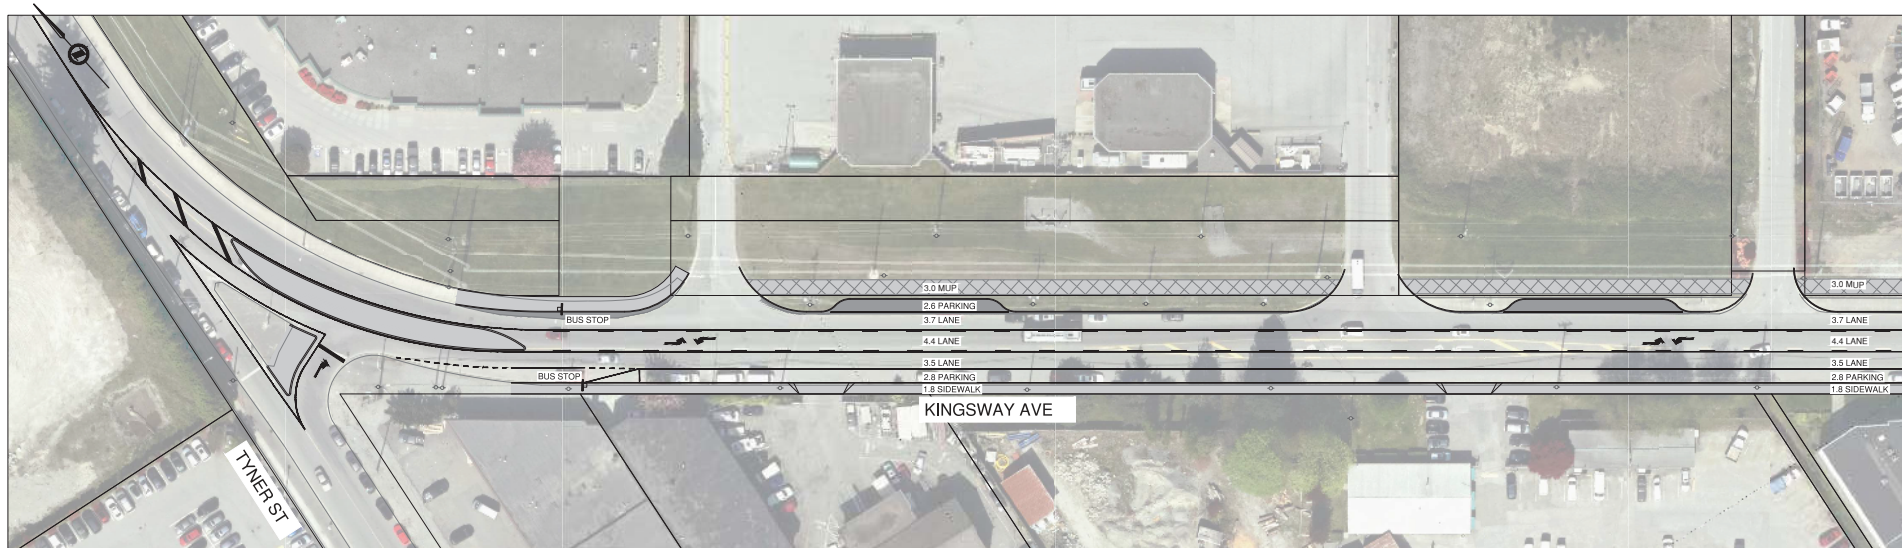 3.0 MUP
2.6 PARKING
3.7 LANE
4.4 LANE
3.5 LANE
2.8 PARKING
1.8 SIDEWALK
KINGSWAY AVE
BUS STOP
BUS STOP
TYNER ST
3.0 MUP
3.7 LANE
4.4 LANE
3.5 LANE
2.8 PARKING
1.8 SIDEWALK